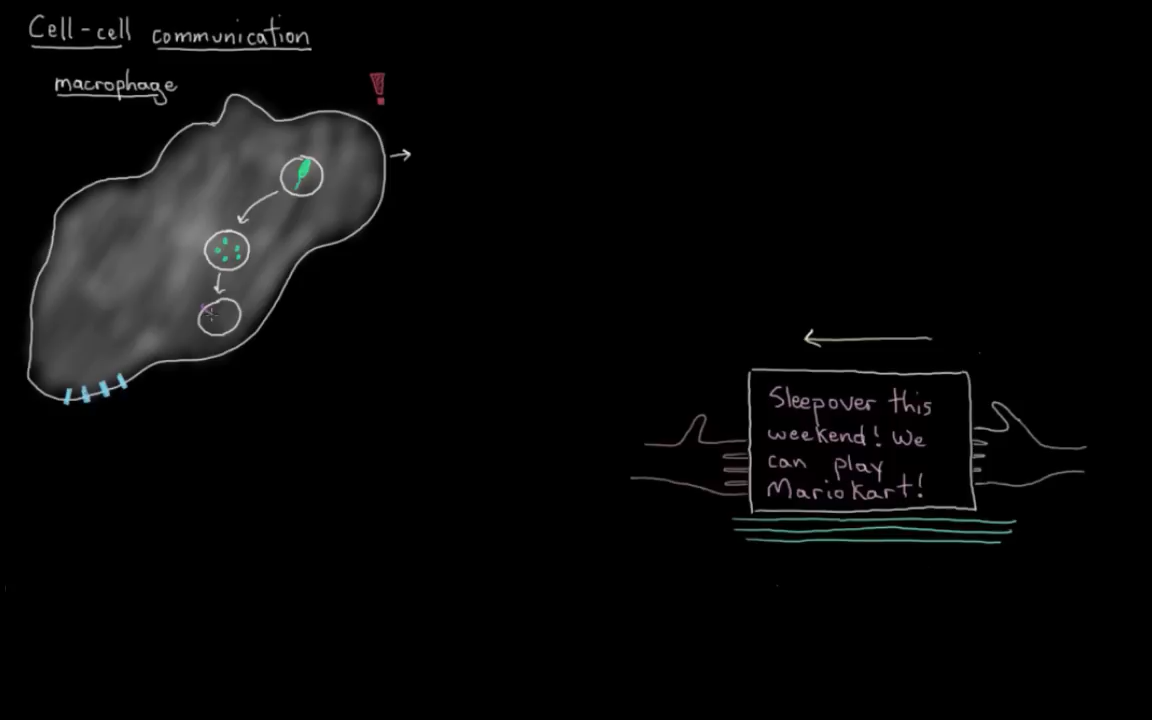 Cell-cell communication
macrophage
!
Sleepover this
weekend! We
can play
MarioKart!